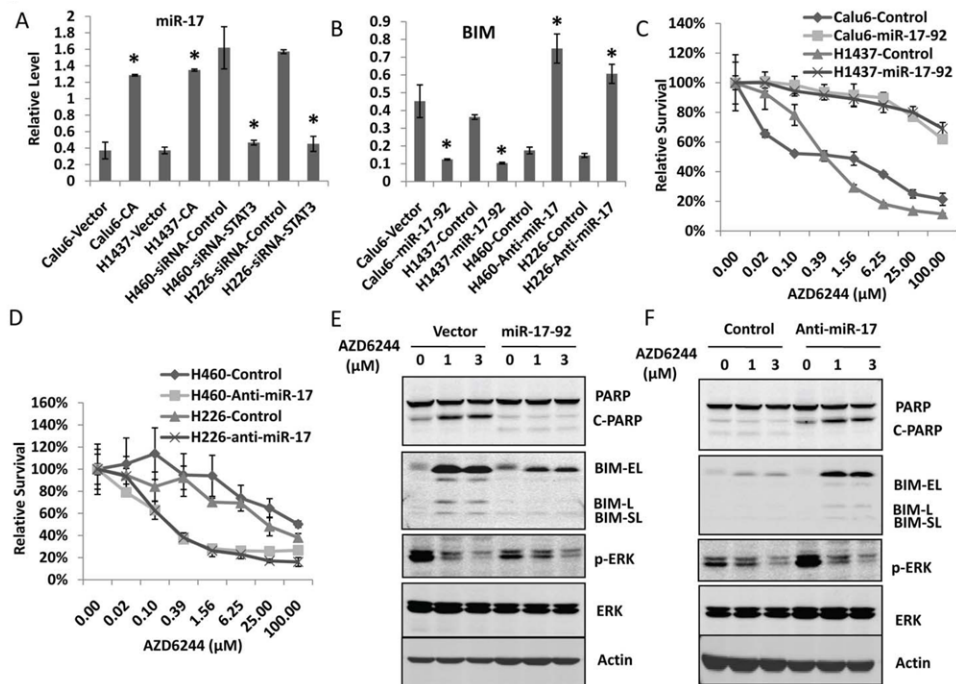 A
miR-17
Relative Level
1.8
1.6
1.4
1.2
1
0.8
0.6
0.4
0.2
0
*
*
*
*
Calu6-Vector
Calu6-CA
H1437-Vector
H1437-CA
H460-siRNA-Control
H460-siRNA-STAT3
H226-siRNA-Control
H226-siRNA-STAT3
B
BIM
0.9
0.8
0.7
0.6
0.5
0.4
0.3
0.2
0.1
0
*
*
*
*
Calu6-Vector
Calu6--miR-17-92
H1437-Control
H1437-miR-17-92
H460-Control
H460-Anti-miR-17
H226-Control
H226-Anti-miR-17
C
Relative Survival
140%
120%
100%
80%
60%
40%
20%
0%
Calu6-Control
Calu6-miR-17-92
H1437-Control
H1437-miR-17-92
0.00
0.02
0.10
0.39
1.56
6.25
25.00
100.00
AZD6244 (μM)
D
Relative Survival
160%
140%
120%
100%
80%
60%
40%
20%
0%
H460-Control
H460-Anti-miR-17
H226-Control
H226-anti-miR-17
0.00
0.02
0.10
0.39
1.56
6.25
25.00
100.00
AZD6244 (μM)
E
Vector miR-17-92
AZD6244
(μM)
0 1 3 0 1 3
PARP
C-PARP
BIM-EL
BIM-L
BIM-SL
p-ERK
ERK
Actin
F
Control Anti-miR-17
AZD6244
(μM)
0 1 3 0 1 3
PARP
C-PARP
BIM-EL
BIM-L
BIM-SL
p-ERK
ERK
Actin